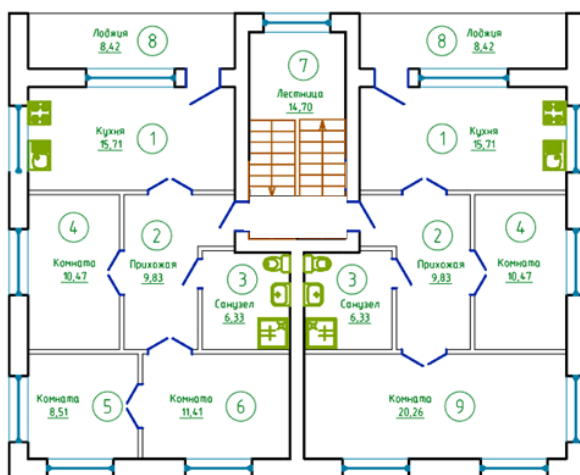 Лоджия
8,42
8
7
Лестница
14,70
Лоджия
8,42
8
Кухня
15,71
1
1
Кухня
15,71
4
Комната
10,47
2
Прихожая
9,83
3
Санузел
6,33
3
Санузел
6,33
2
Прихожая
9,83
4
Комната
10,47
Комната
8,51
5
Комната
11,41
6
Комната
20,26
9